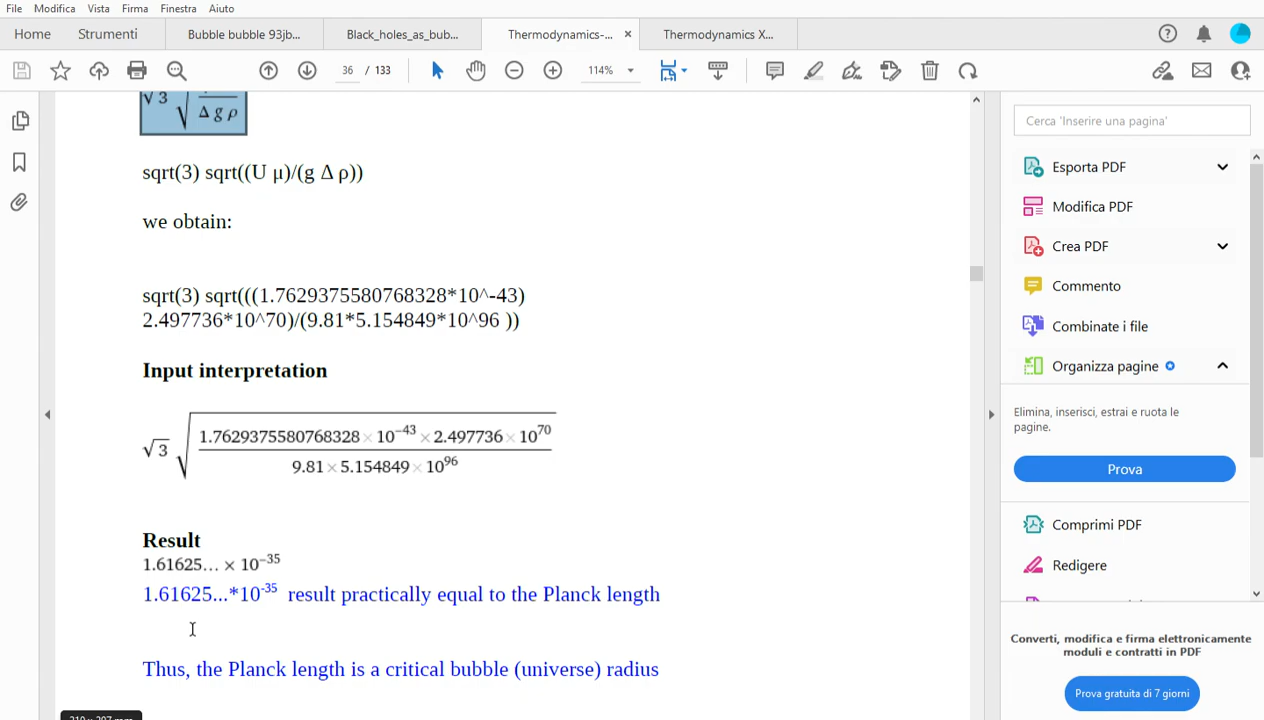 File Modifica Vista Firma Finestra Aiuto
Home Strumenti Bubble bubble 93jb... Black_holes_as_bub... Thermodynamics-... × Thermodynamics X...
36 / 133 114%
√3 √ Δ g ρ
sqrt(3) sqrt((U μ)/(g Δ ρ))
we obtain:
sqrt(3) sqrt(((1.7629375580768328*10^-43)
2.497736*10^70)/(9.81*5.154849*10^96 ))
Input interpretation
√3 √ 1.7629375580768328 × 10^-43 × 2.497736 × 10^70
9.81 × 5.154849 × 10^96
Result
1.61625... × 10^-35
1.61625...*10^-35 result practically equal to the Planck length
Thus, the Planck length is a critical bubble (universe) radius
Cerca 'Inserire una pagina'
Esporta PDF
Modifica PDF
Crea PDF
Commento
Combinate i file
Organizza pagine
Elimina, inserisci, estrai e ruota le
pagine.
Prova
Comprimi PDF
Redigere
Converti, modifica e firma elettronicamente
moduli e contratti in PDF
Prova gratuita di 7 giorni